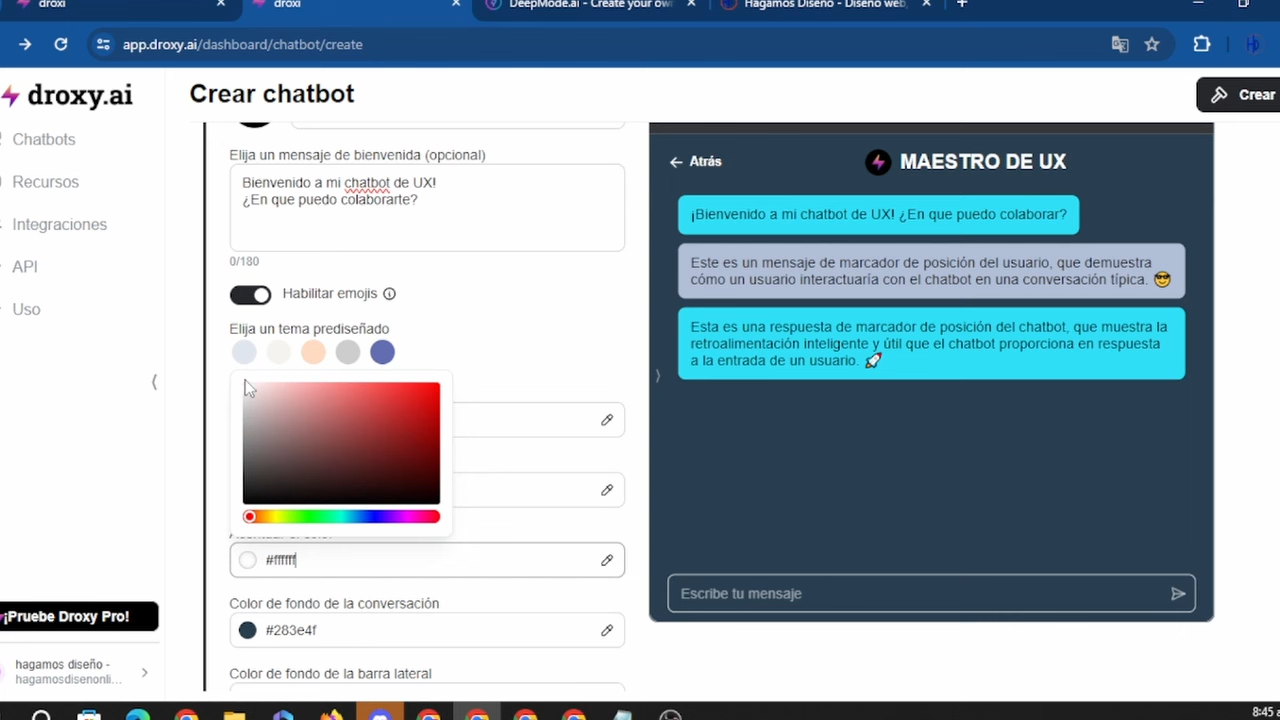 droxi
droxi
DeepMode.ai - Create your own
Hagamos Diseño - Diseño web,
app.droxy.ai/dashboard/chatbot/create
droxy.ai
Chatbots
Recursos
Integraciones
API
Uso
¡Pruebe Droxy Pro!
hagamos diseño -
hagamosdisenonli...
Crear chatbot
Crear
Elija un mensaje de bienvenida (opcional)
Bienvenido a mi chatbot de UX!
¿En que puedo colaborarte?
0/180
Habilitar emojis
Elija un tema prediseñado
#ffffff
Color de fondo de la conversación
#283e4f
Color de fondo de la barra lateral
Atrás
MAESTRO DE UX
¡Bienvenido a mi chatbot de UX! ¿En que puedo colaborar?
Este es un mensaje de marcador de posición del usuario, que demuestra
cómo un usuario interactuaría con el chatbot en una conversación típica. 😎
Esta es una respuesta de marcador de posición del chatbot, que muestra la
retroalimentación inteligente y útil que el chatbot proporciona en respuesta
a la entrada de un usuario. 🚀
Escribe tu mensaje
8:45